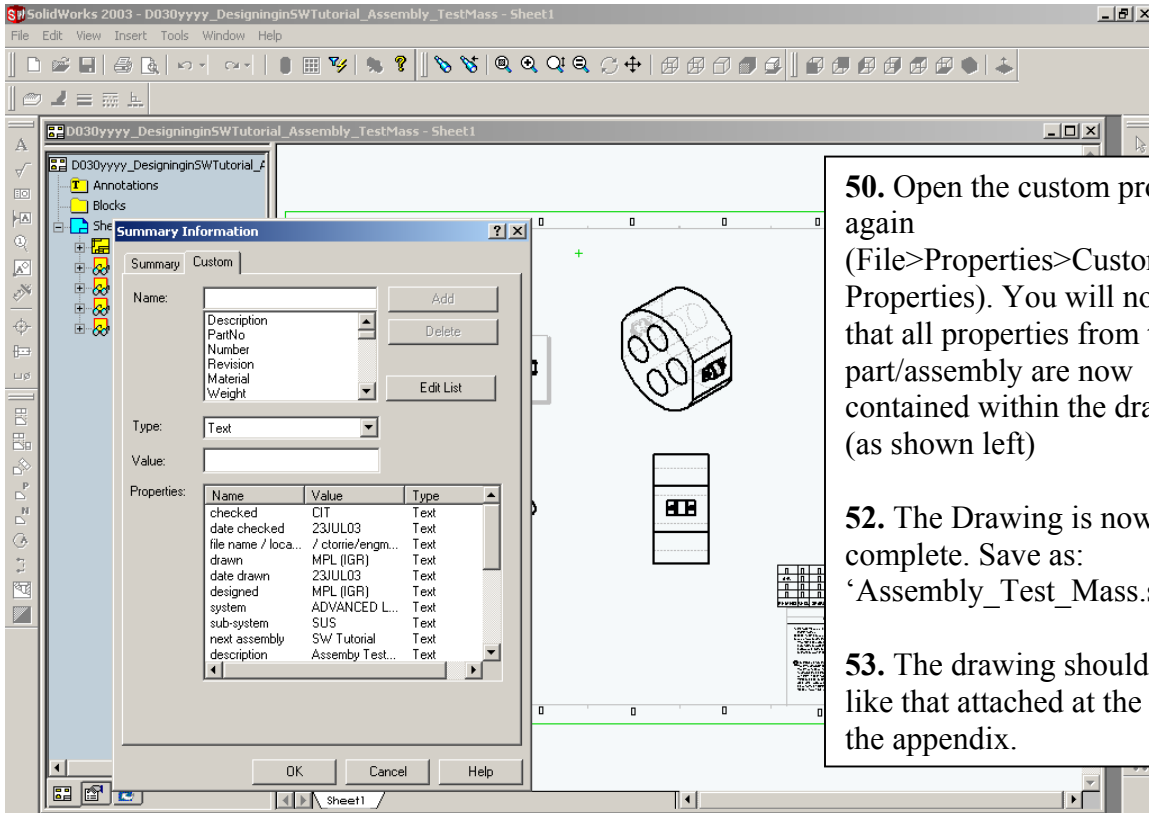 SolidWorks 2003 - D030yyyy_DesigninginSWTutorial_Assembly_TestMass - Sheet1
File Edit View Insert Tools Window Help
D030yyyy_DesigninginSWTutorial_Assembly_TestMass - Sheet1
D030yyyy_DesigninginSWTutorial_A
Annotations
Blocks
She
Summary Information
Summary Custom
Name:
Add
Description
PartNo
Number
Revision
Material
Weight
Delete
Edit List
Type:
Text
Value:
Properties:
Name Value Type
checked CIT Text
date checked 23JUL03 Text
file name / loca... / ctorrie/engm... Text
drawn MPL (IGR) Text
date drawn 23JUL03 Text
designed MPL (IGR) Text
system ADVANCED L... Text
sub-system SUS Text
next assembly SW Tutorial Text
description Assemby Test... Text
OK Cancel Help
Sheet1
50. Open the custom pro
again
(File>Properties>Custo
Properties). You will no
that all properties from
part/assembly are now
contained within the dra
(as shown left)
52. The Drawing is now
complete. Save as:
‘Assembly_Test_Mass.s
53. The drawing should
like that attached at the
the appendix.